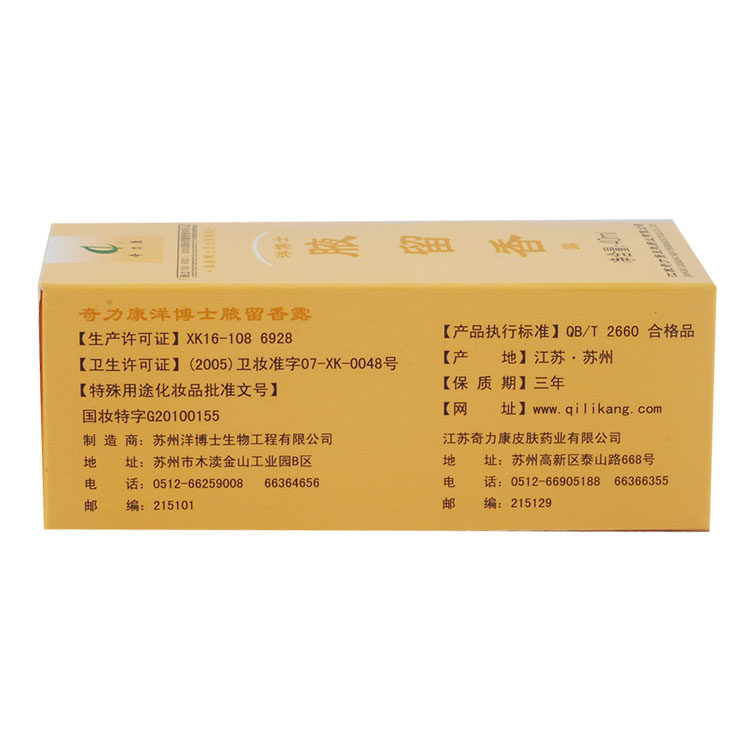 洋博士
腋留香
露
净含量：40ml
奇力康洋博士腋留香露
【生产许可证】XK16-108 6928
【卫生许可证】(2005)卫妆准字07-XK-0048号
【特殊用途化妆品批准文号】
国妆特字G20100155
制 造 商：苏州洋博士生物工程有限公司
地 址：苏州市木渎金山工业园B区
电 话：0512-66259008 66364656
邮 编：215101
【产品执行标准】QB/T 2660 合格品
【产 地】江苏·苏州
【保 质 期】三年
【网 址】www.qilikang.com
江苏奇力康皮肤药业有限公司
地 址：苏州高新区泰山路668号
电 话：0512-66905188 66366355
邮 编：215129